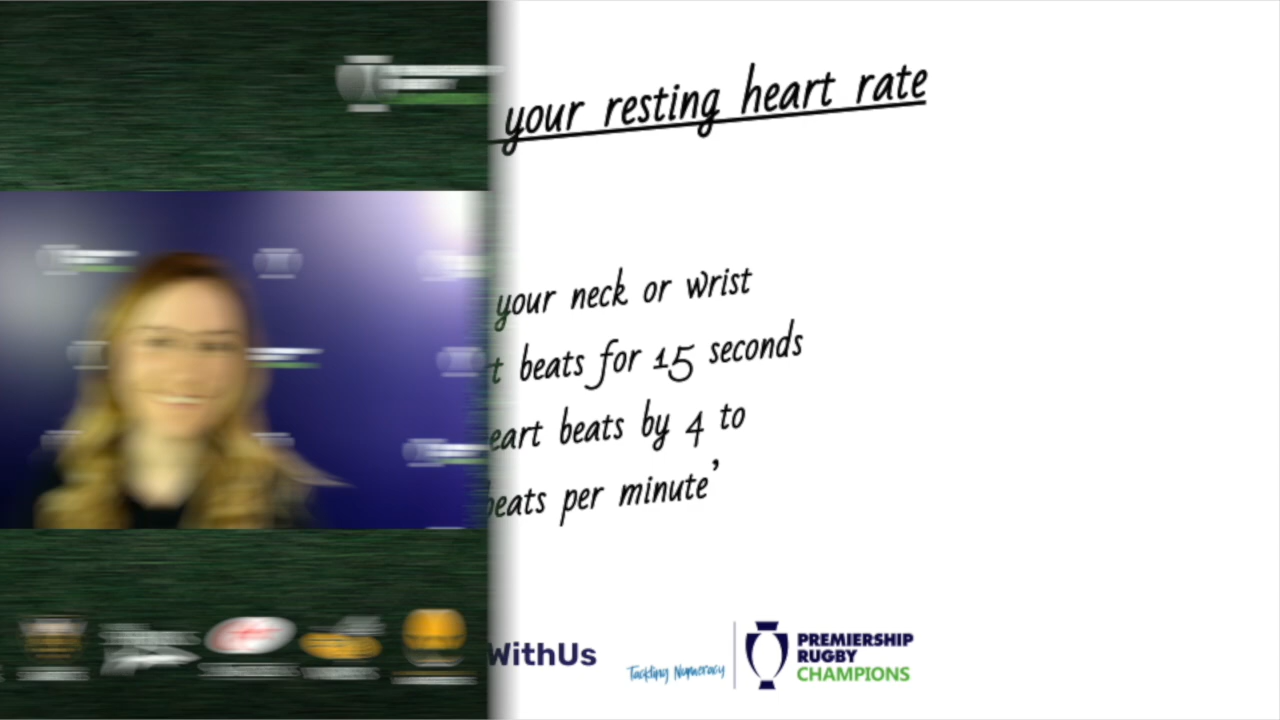 your resting heart rate
your neck or wrist
t beats for 15 seconds
eart beats by 4 to
beats per minute’
WithUs
Tackling Numeracy
PREMIERSHIP
RUGBY
CHAMPIONS